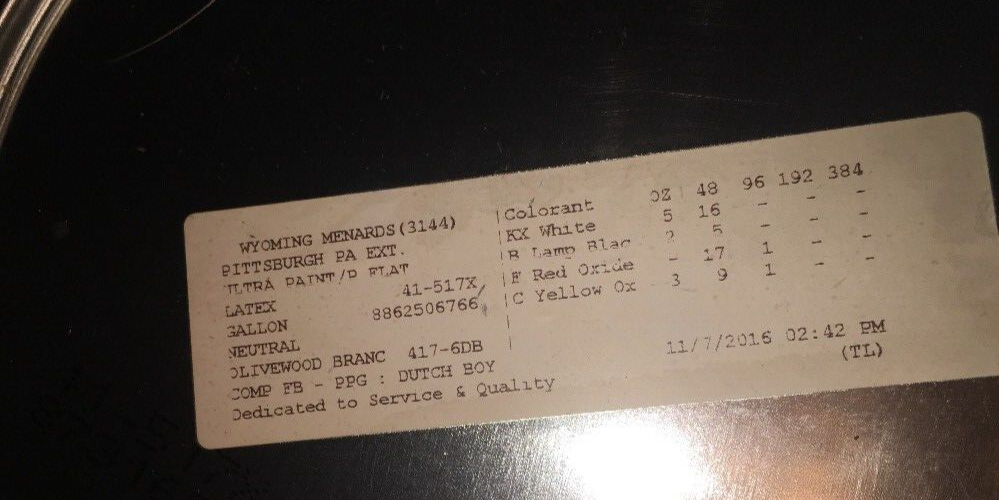 WYOMING MENARDS(3144)
PITTSBURGH PA EXT.
ULTRA PAINT/P FLAT
41-517X
LATEX 8862506766
GALLON
NEUTRAL
OLIVEWOOD BRANC 417-6DB
COMP FB - PPG : DUTCH BOY
Dedicated to Service & Quality
Colorant OZ 48 96 192 384
KX White 5 16 - - -
B Lamp Blac 2 5 - - -
F Red Oxide - 17 1 - -
C Yellow Ox 3 9 1 - -
11/7/2016 02:42 PM
(TL)